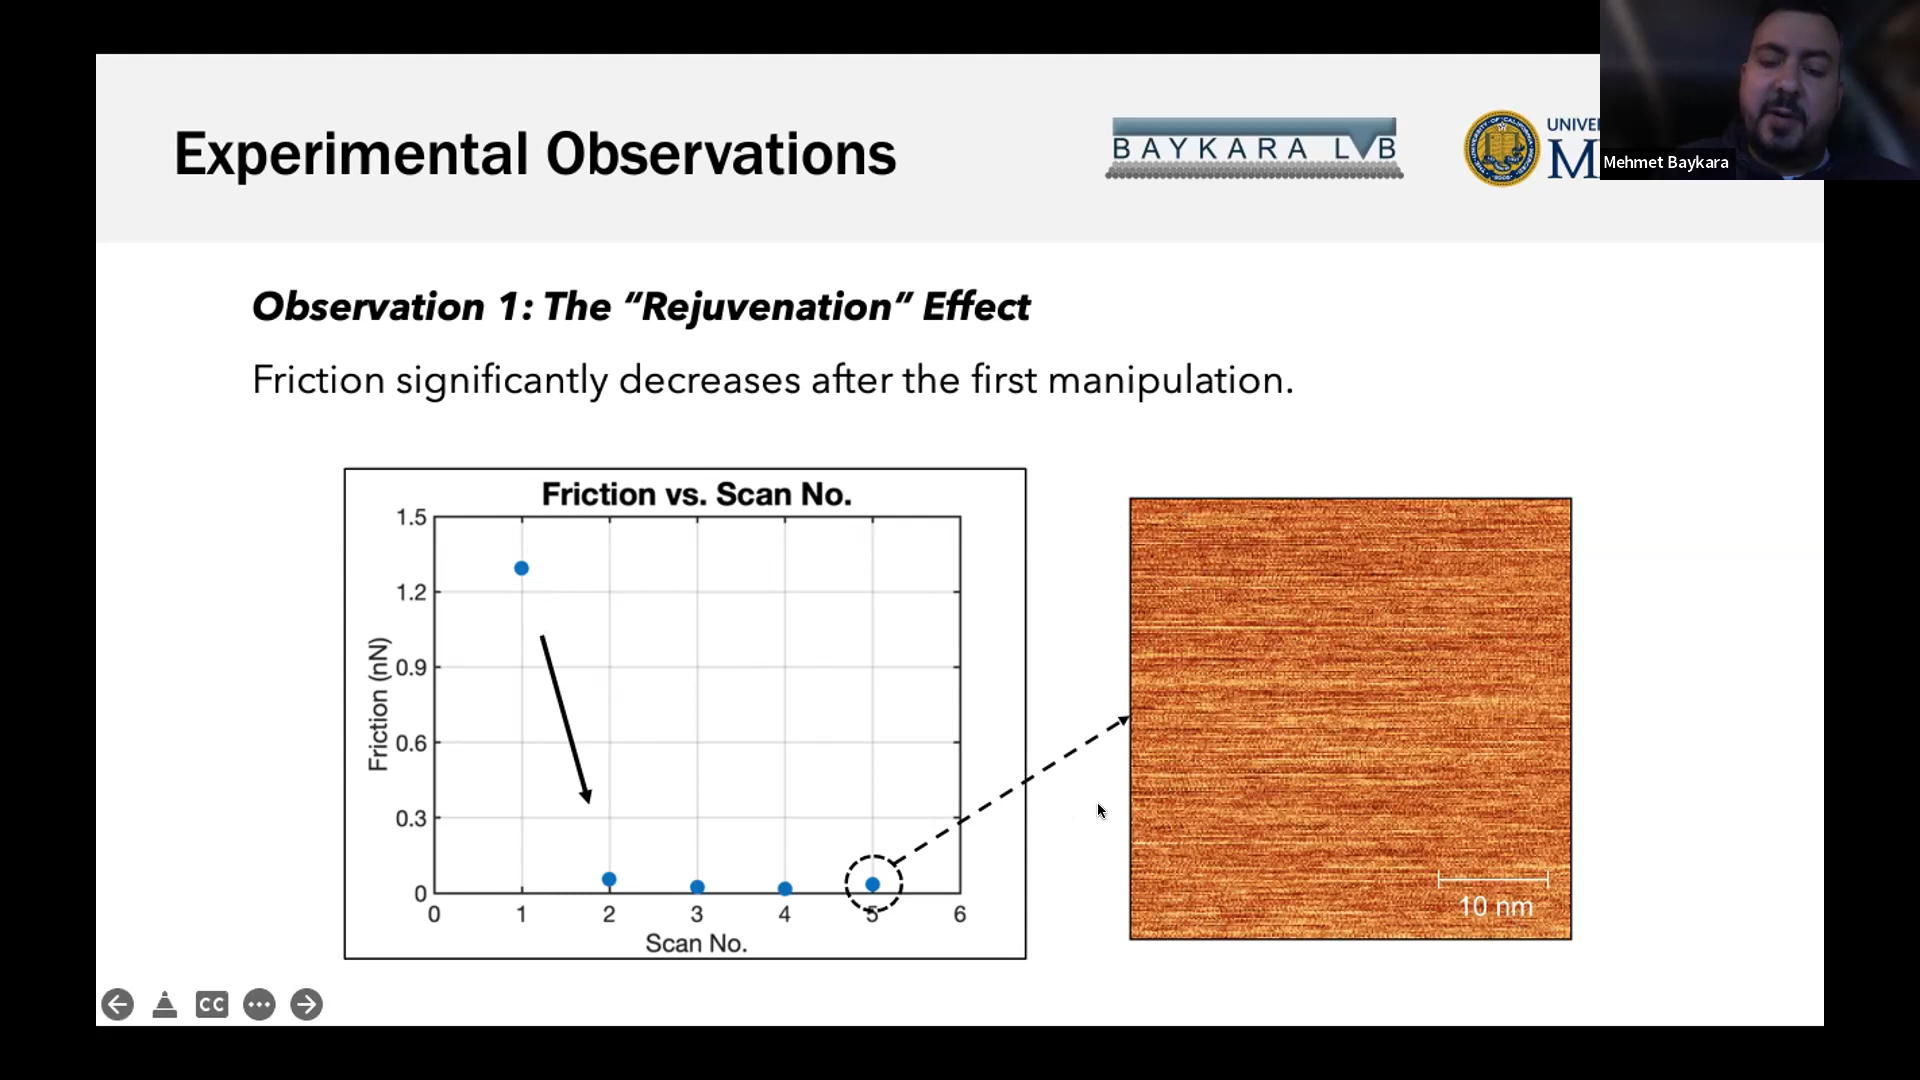 Experimental Observations
BAYKARA LAB
UNIVE
M
Mehmet Baykara
Observation 1: The “Rejuvenation” Effect
Friction significantly decreases after the first manipulation.
Friction vs. Scan No.
1.5
1.2
0.9
0.6
0.3
0
Friction (nN)
0 1 2 3 4 5 6
Scan No.
10 nm
CC